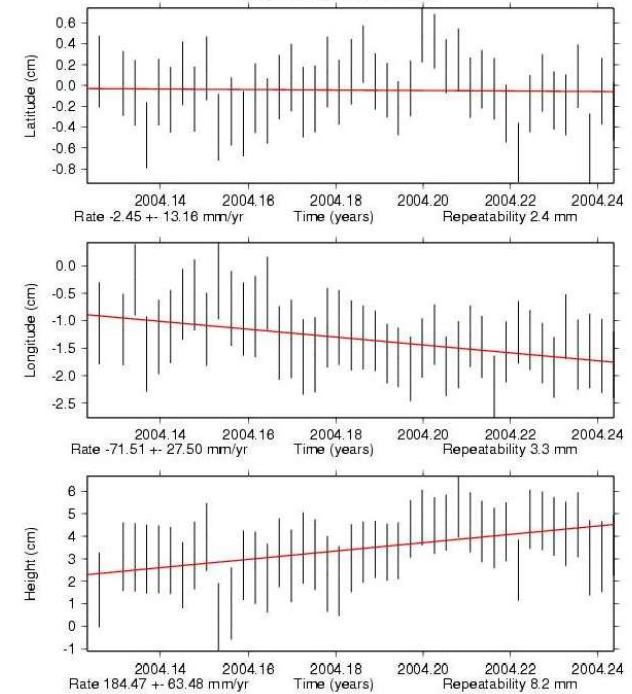 0.6
0.4
0.2
0.0
-0.2
-0.4
-0.6
-0.8
Latitude (cm)
2004.14 2004.16 2004.18 2004.20 2004.22 2004.24
Rate -2.45 +- 13.16 mm/yr Time (years) Repeatability 2.4 mm
0.0
-0.5
-1.0
-1.5
-2.0
-2.5
Longitude (cm)
2004.14 2004.16 2004.18 2004.20 2004.22 2004.24
Rate -71.51 +- 27.50 mm/yr Time (years) Repeatability 3.3 mm
6
5
4
3
2
1
0
-1
Height (cm)
2004.14 2004.16 2004.18 2004.20 2004.22 2004.24
Rate 184.47 +- 63.48 mm/yr Time (years) Repeatability 8.2 mm